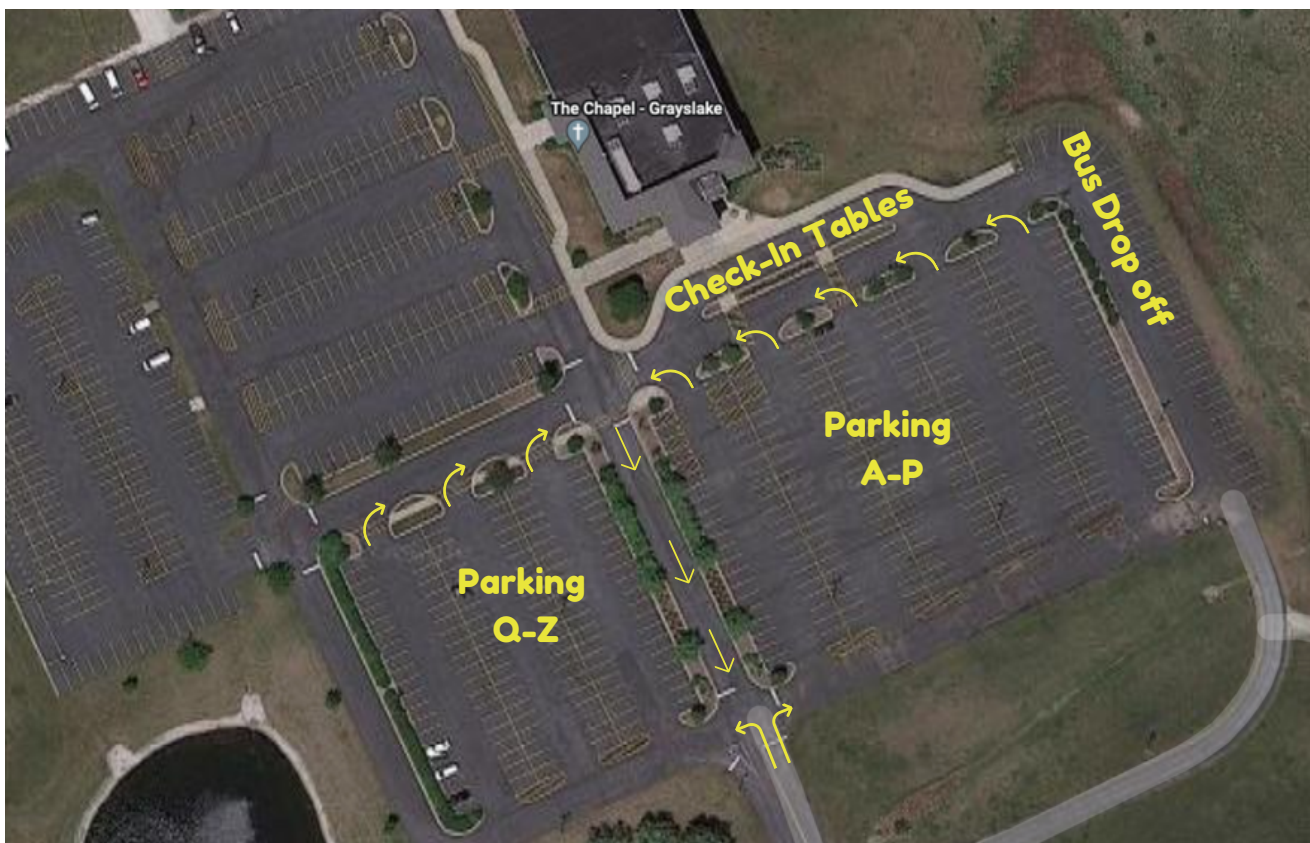 The Chapel - Grayslake
Bus Drop off
Check-In Tables
Parking
A-P
Parking
Q-Z